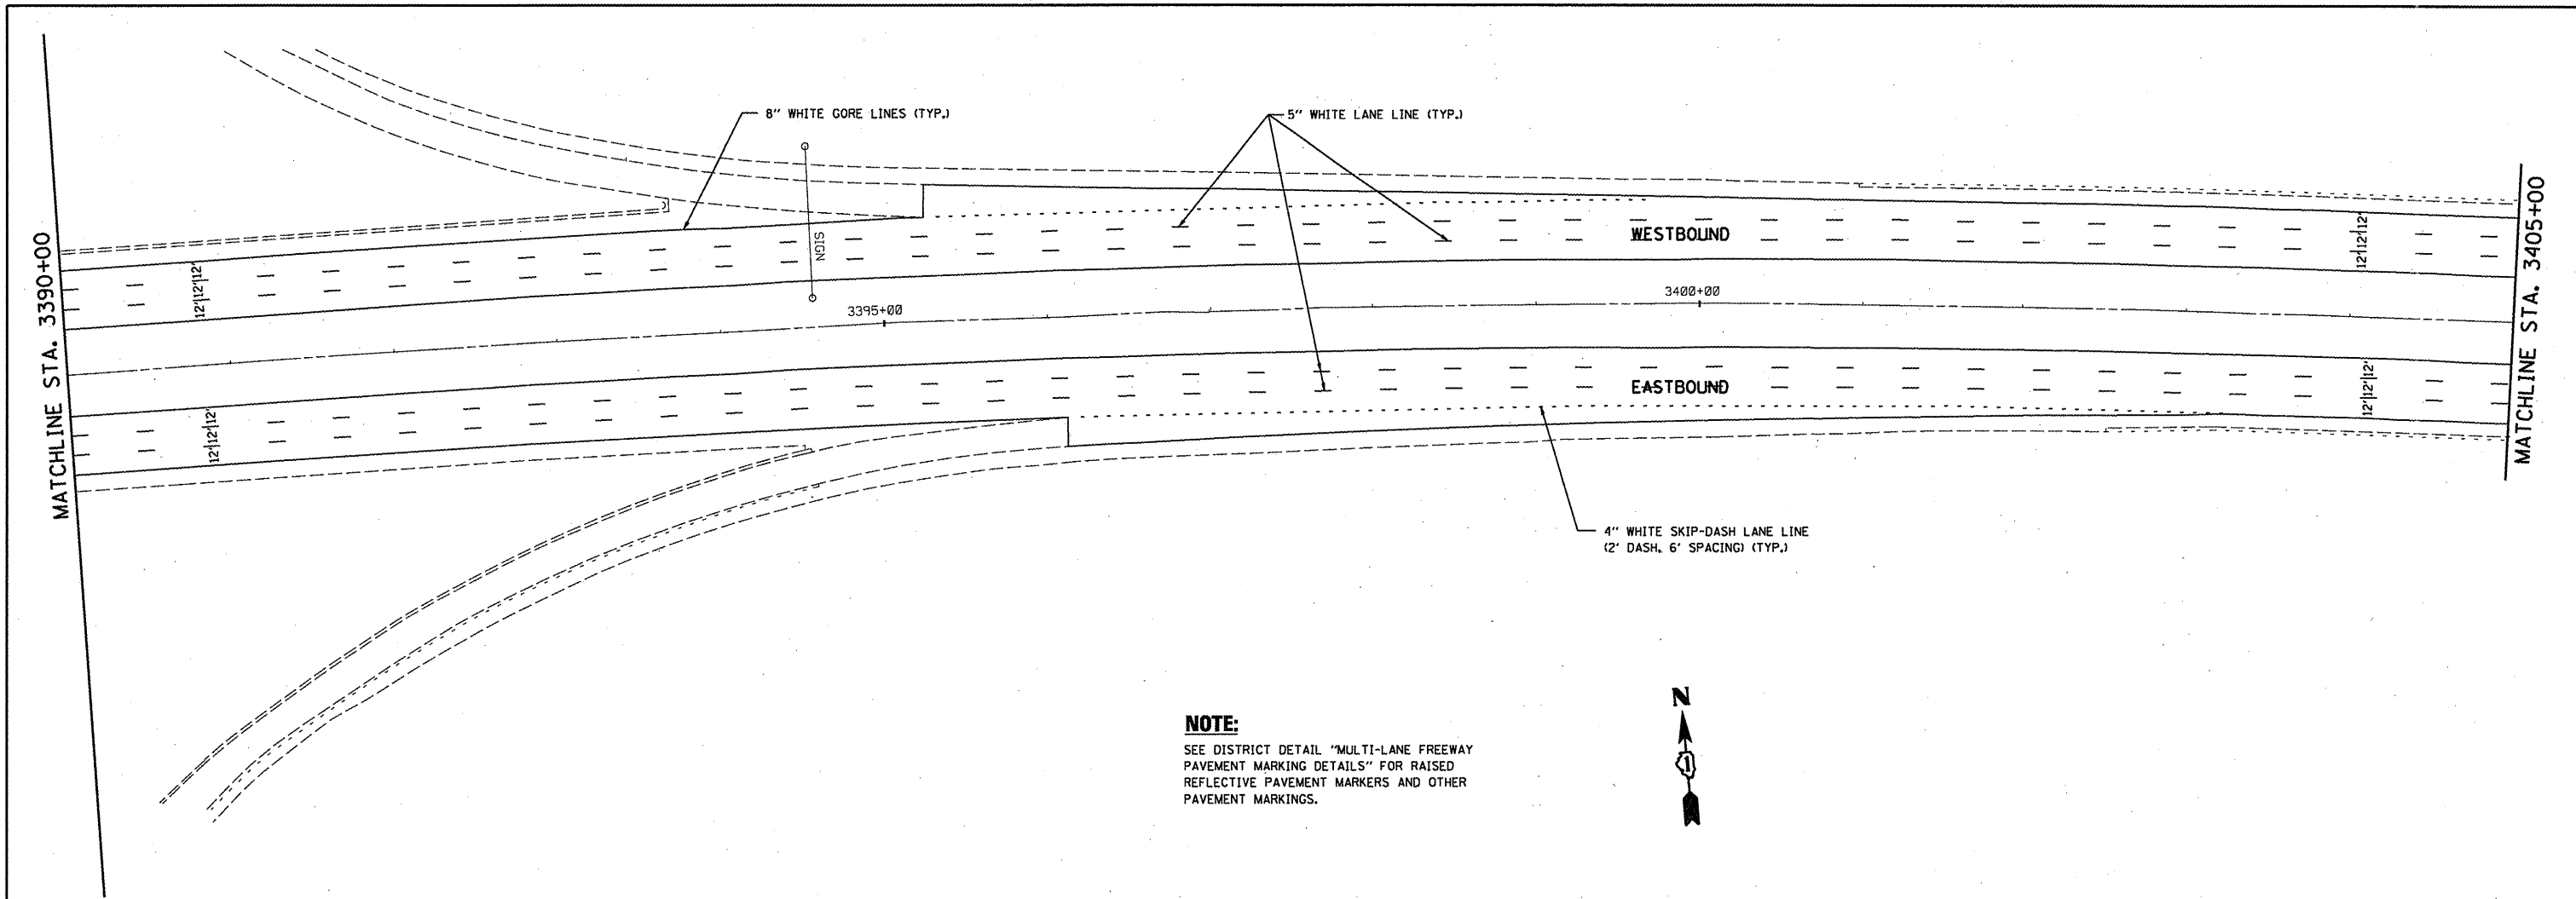 8" WHITE GORE LINES (TYP.)
5" WHITE LANE LINE (TYP.)
SIGN
WESTBOUND
12' 12' 12'
12' 12' 12'
MATCHLINE STA. 3390+00
MATCHLINE STA. 3405+00
3395+00
3400+00
EASTBOUND
12' 12' 12'
12' 12' 12'
4" WHITE SKIP-DASH LANE LINE
(2' DASH, 6' SPACING) (TYP.)
NOTE:
SEE DISTRICT DETAIL "MULTI-LANE FREEWAY
PAVEMENT MARKING DETAILS" FOR RAISED
REFLECTIVE PAVEMENT MARKERS AND OTHER
PAVEMENT MARKINGS.
N
1